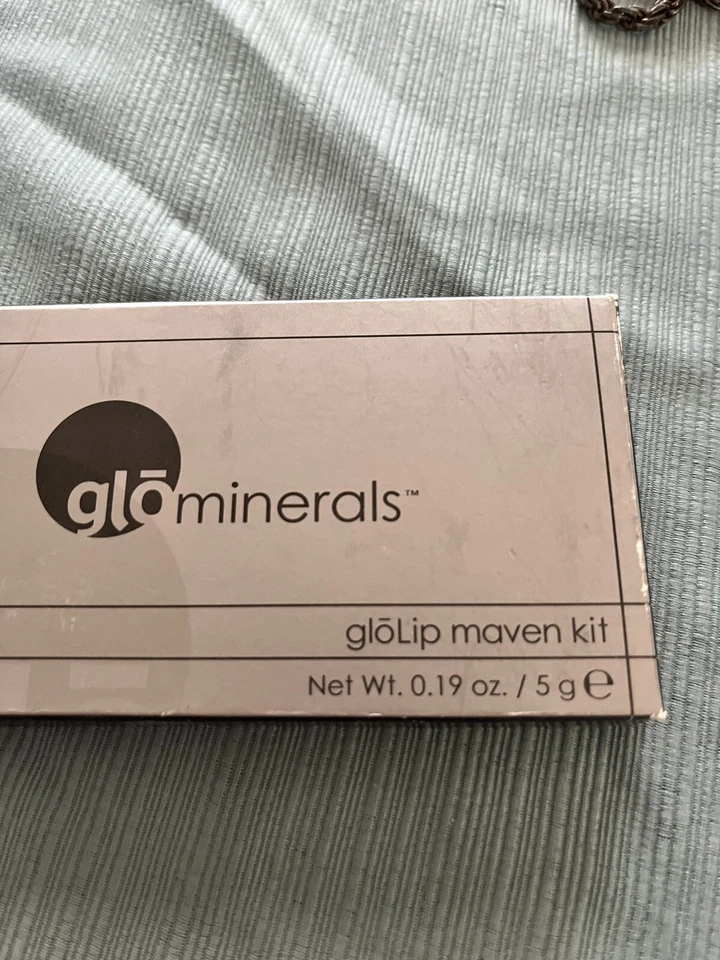 glōminerals™
glōLip maven kit
Net Wt. 0.19 oz. / 5 g ℮